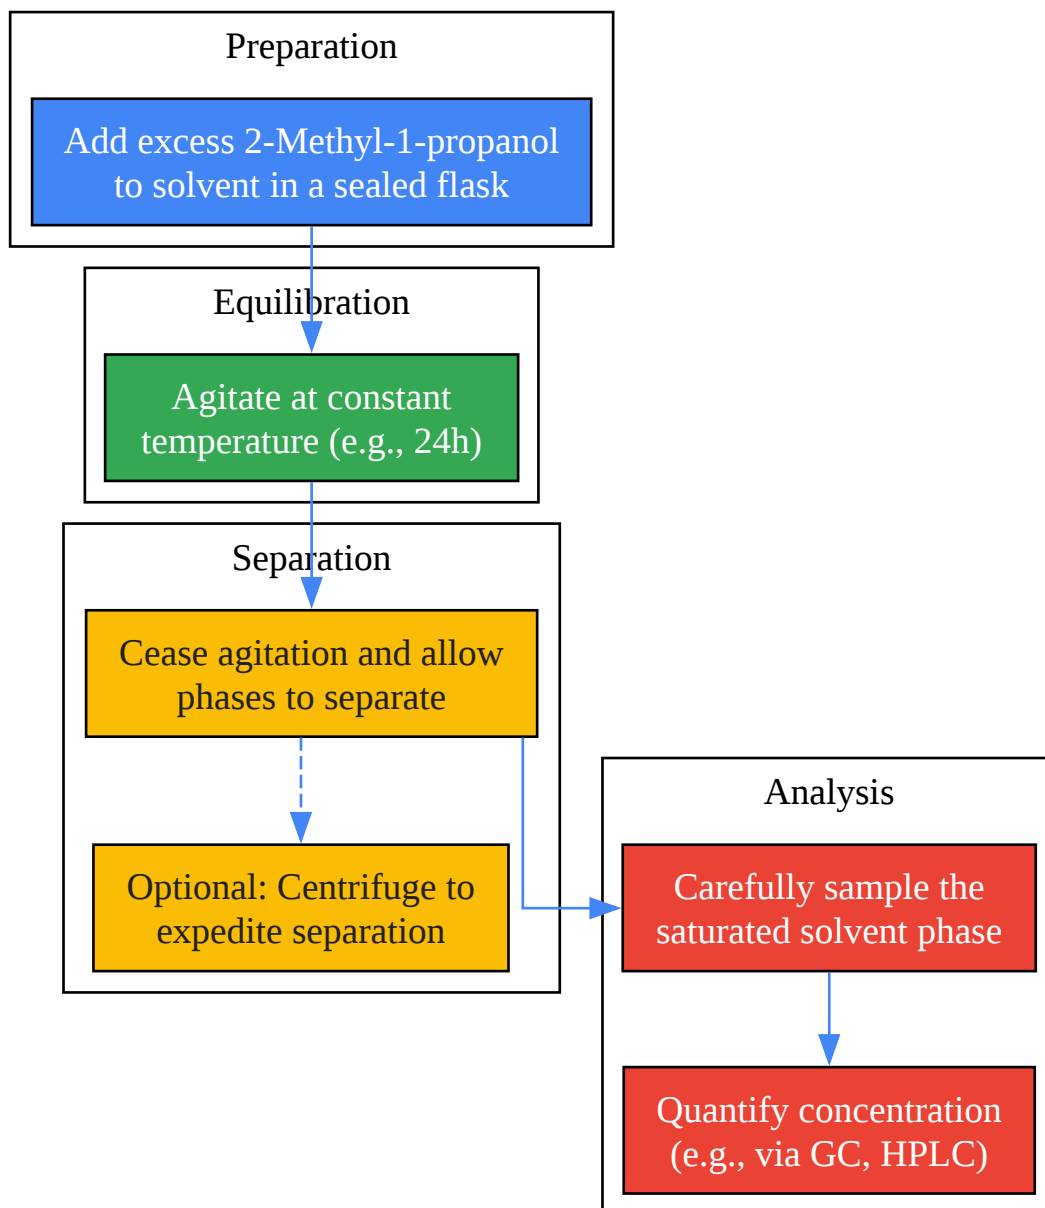 Preparation
Add excess 2-Methyl-1-propanol
to solvent in a sealed flask
Equilibration
Agitate at constant
temperature (e.g., 24h)
Separation
Cease agitation and allow
phases to separate
Optional: Centrifuge to
expedite separation
Analysis
Carefully sample the
saturated solvent phase
Quantify concentration
(e.g., via GC, HPLC)